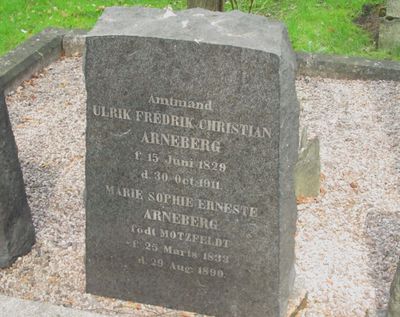 Amtmand
ULRIK FREDRIK CHRISTIAN
ARNEBERG
f. 15 Juni 1829
d. 30 Oct. 1911.
MARIE SOPHIE ERNESTE
ARNEBERG
født MOTZFELDT
f. 25 Marts 1833
d. 29 Aug. 1890.